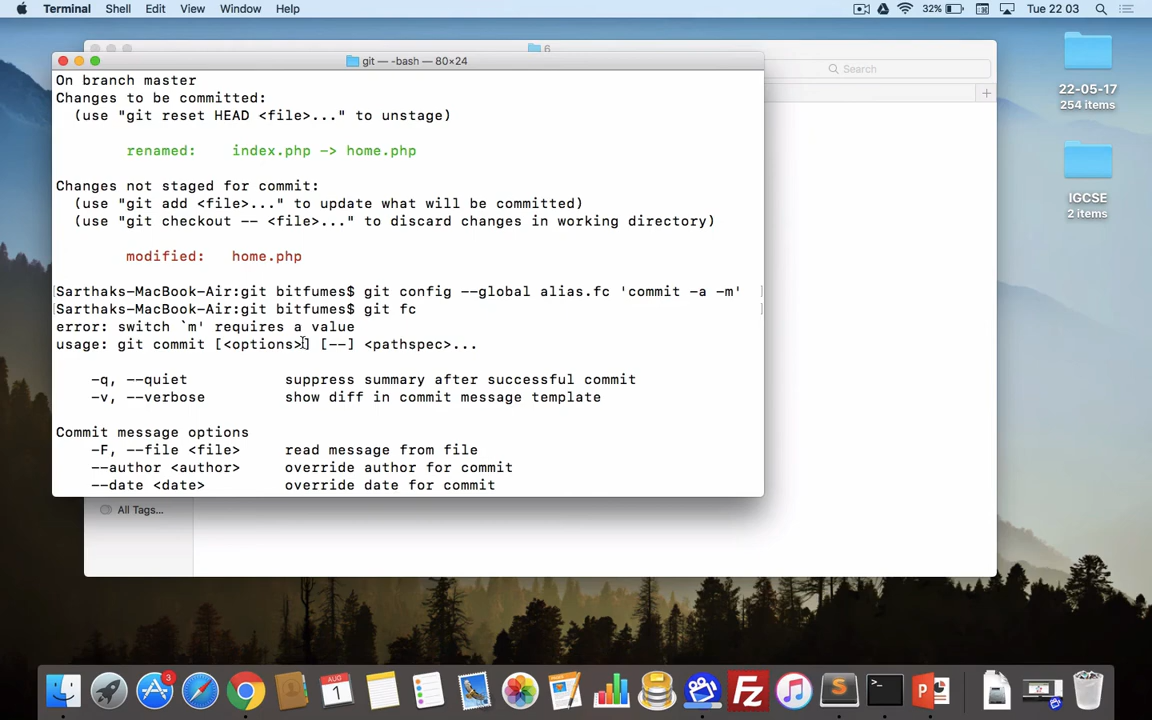 Terminal Shell Edit View Window Help 32% Tue 22 03
6
git — -bash — 80×24
Search
On branch master
Changes to be committed:
(use "git reset HEAD <file>..." to unstage)
renamed: index.php -> home.php
Changes not staged for commit:
(use "git add <file>..." to update what will be committed)
(use "git checkout -- <file>..." to discard changes in working directory)
modified: home.php
[Sarthaks-MacBook-Air:git bitfumes$ git config --global alias.fc 'commit -a -m' ]
[Sarthaks-MacBook-Air:git bitfumes$ git fc ]
error: switch `m' requires a value
usage: git commit [<options>] [--] <pathspec>...
-q, --quiet suppress summary after successful commit
-v, --verbose show diff in commit message template
Commit message options
-F, --file <file> read message from file
--author <author> override author for commit
--date <date> override date for commit
All Tags...
22-05-17
254 items
IGCSE
2 items
3
AUG
1